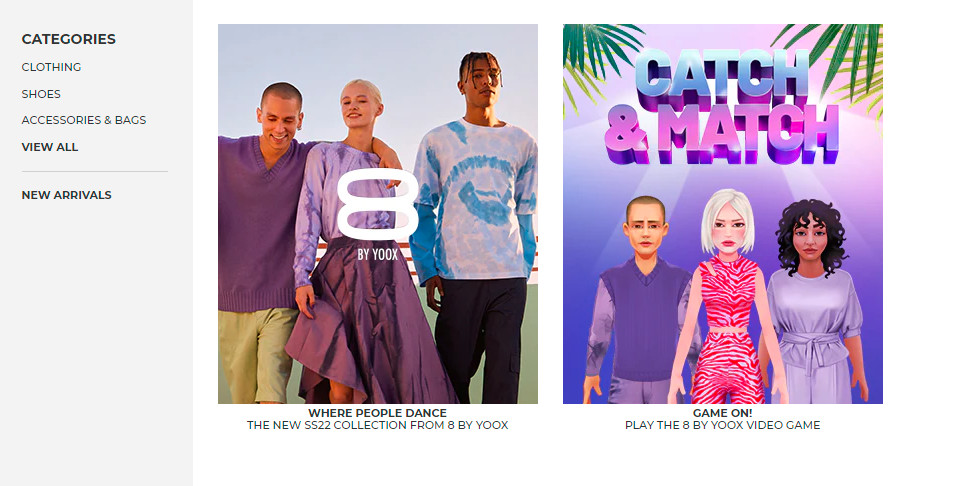 CATEGORIES
CLOTHING
SHOES
ACCESSORIES & BAGS
VIEW ALL
NEW ARRIVALS
8
BY YOOX
WHERE PEOPLE DANCE
THE NEW SS22 COLLECTION FROM 8 BY YOOX
CATCH
& MATCH
GAME ON!
PLAY THE 8 BY YOOX VIDEO GAME